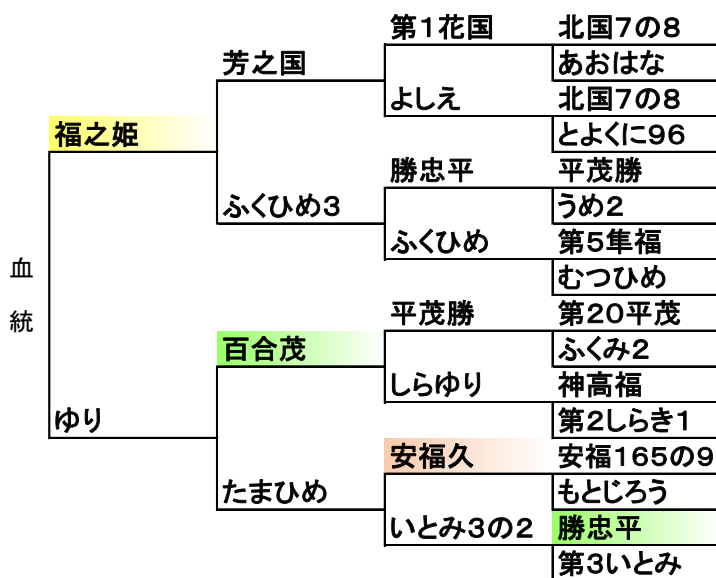 第1花国 北国7の8
芳之国 あおはな
よしえ 北国7の8
福之姫 とよくに96
勝忠平 平茂勝
ふくひめ3 うめ2
ふくひめ 第5隼福
血 むつひめ
統 平茂勝 第20平茂
百合茂 ふくみ2
しらゆり 神高福
ゆり 第2しらき1
安福久 安福165の9
たまひめ もとじろう
いとみ3の2 勝忠平
第3いとみ